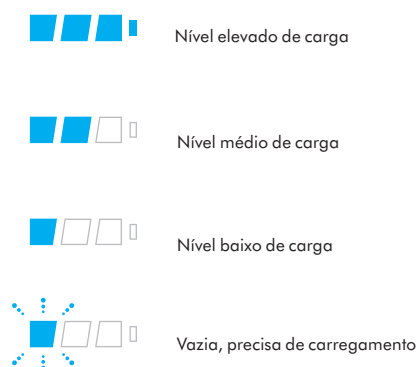 Nível elevado de carga
Nível médio de carga
Nível baixo de carga
Vazia, precisa de carregamento